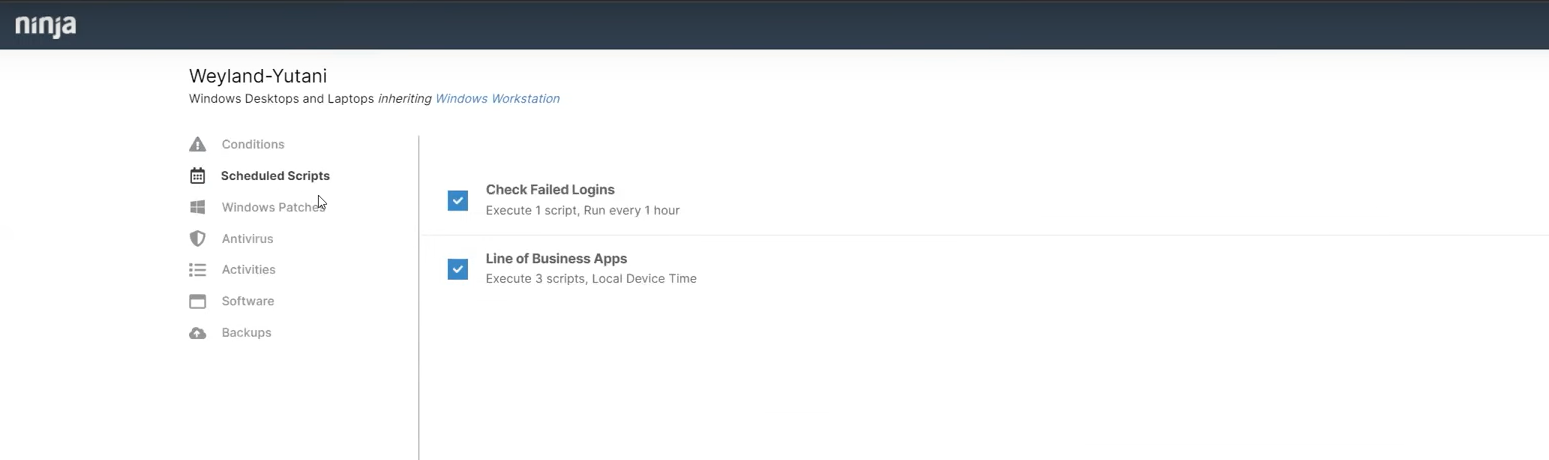 ninja
Weyland-Yutani
Windows Desktops and Laptops inheriting Windows Workstation
Conditions
Scheduled Scripts
Windows Patches
Antivirus
Activities
Software
Backups
Check Failed Logins
Execute 1 script, Run every 1 hour
Line of Business Apps
Execute 3 scripts, Local Device Time